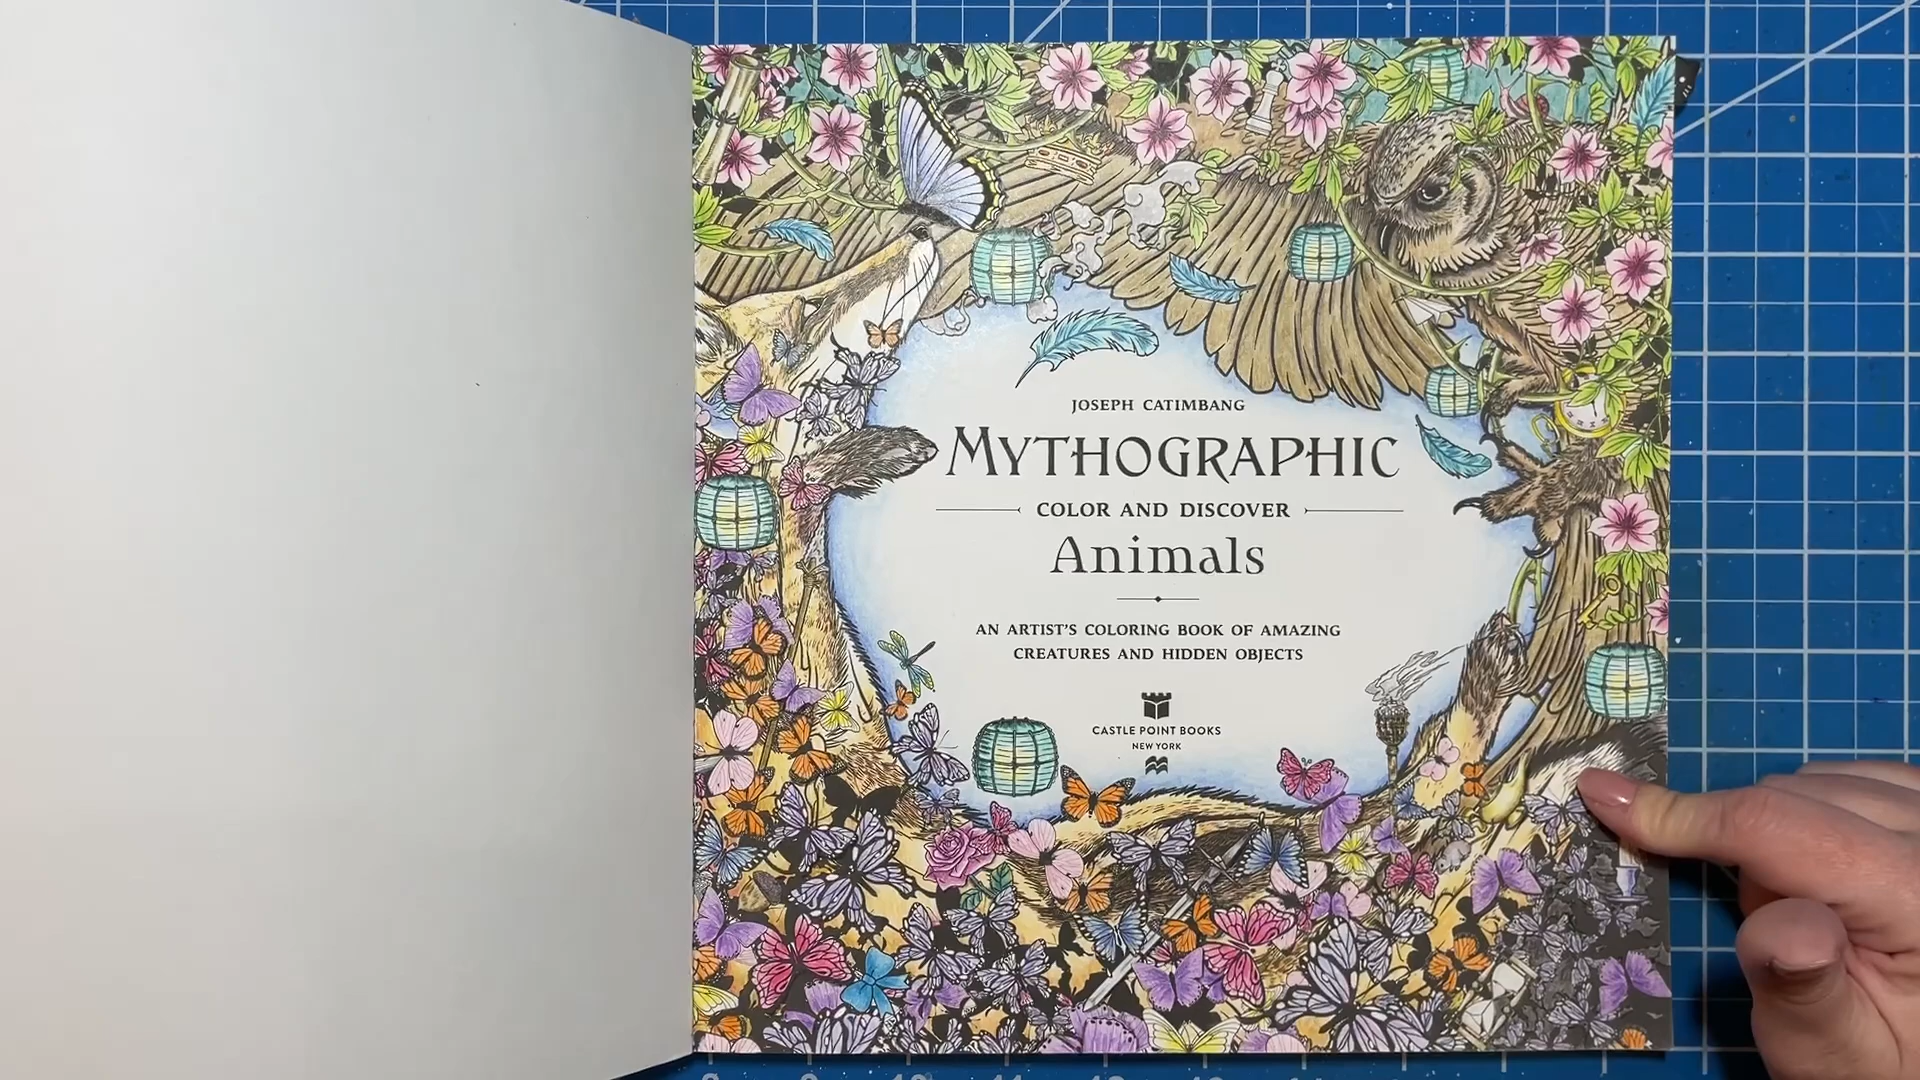 JOSEPH CATIMBANG
MYTHOGRAPHIC
COLOR AND DISCOVER
Animals
AN ARTIST'S COLORING BOOK OF AMAZING
CREATURES AND HIDDEN OBJECTS
CASTLE POINT BOOKS
NEW YORK